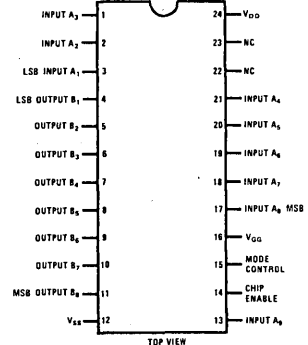 INPUT A3 1 24 VDD
INPUT A2 2 23 NC
LSB INPUT A1 3 22 NC
LSB OUTPUT B1 4 21 INPUT A4
OUTPUT B2 5 20 INPUT A5
OUTPUT B3 6 19 INPUT A6
OUTPUT B4 7 18 INPUT A7
OUTPUT B5 8 17 INPUT A8 MSB
OUTPUT B6 9 16 VGG
OUTPUT B7 10 15 MODE CONTROL
MSB OUTPUT B8 11 14 CHIP ENABLE
VSS 12 13 INPUT A9
TOP VIEW